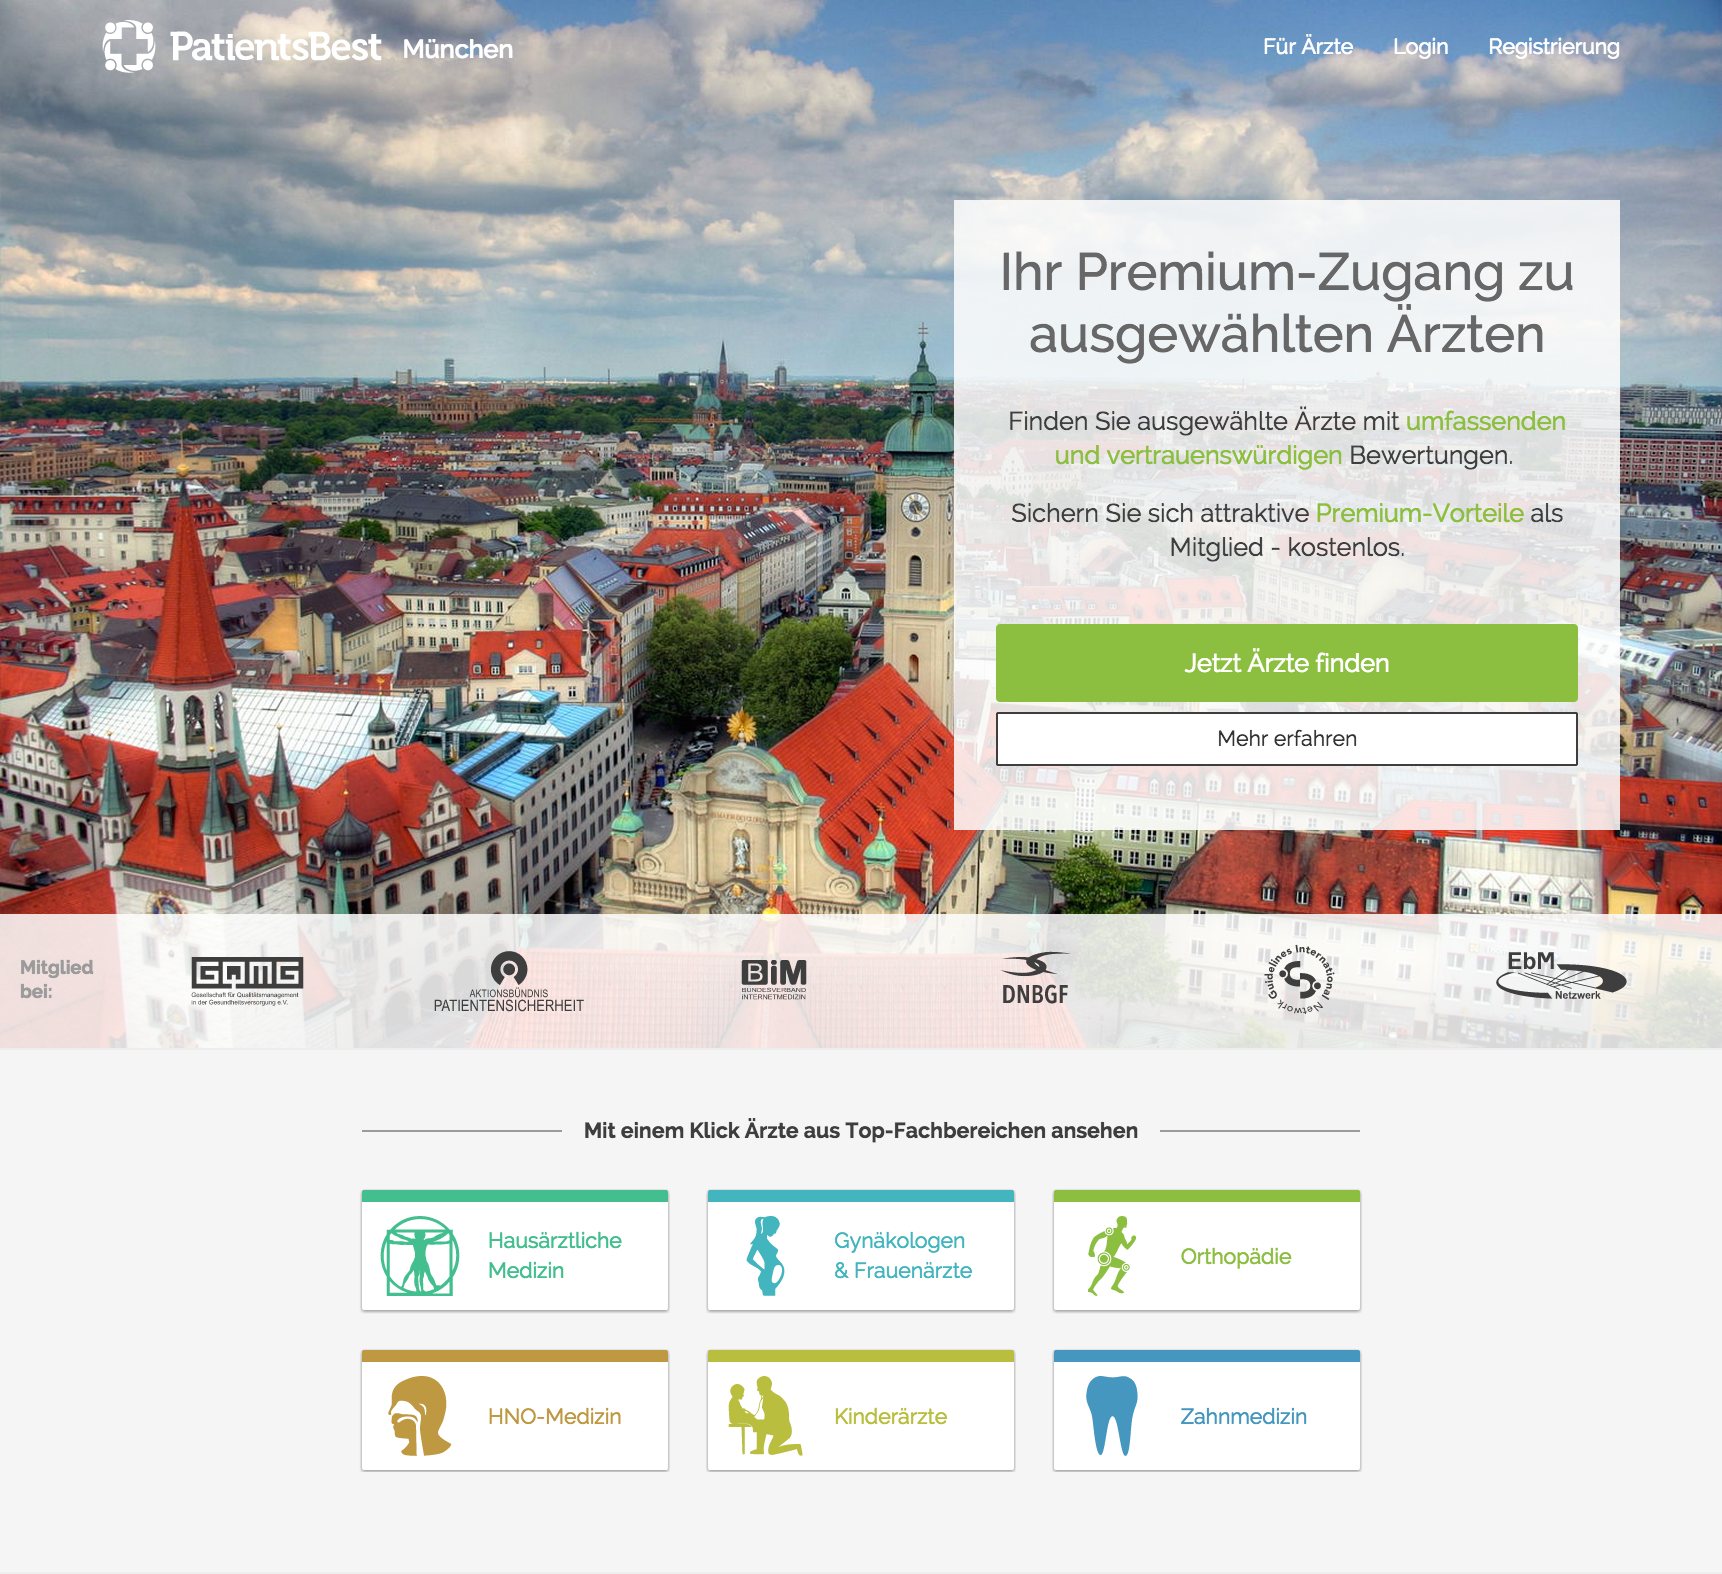 PatientsBest München
Für Ärzte Login Registrierung
Ihr Premium-Zugang zu
ausgewählten Ärzten
Finden Sie ausgewählte Ärzte mit umfassenden
und vertrauenswürdigen Bewertungen.
Sichern Sie sich attraktive Premium-Vorteile als
Mitglied - kostenlos.
Jetzt Ärzte finden
Mehr erfahren
Mitglied
bei:
GQMG
Gesellschaft für Qualitätsmanagement
in der Gesundheitsversorgung e.V.
AKTIONSBÜNDNIS
PATIENTENSICHERHEIT
BiM
BUNDESVERBAND
INTERNETMEDIZIN
DNBGF
Guidelines International Network
EbM
Netzwerk
Mit einem Klick Ärzte aus Top-Fachbereichen ansehen
Hausärztliche
Medizin
Gynäkologen
& Frauenärzte
Orthopädie
HNO-Medizin
Kinderärzte
Zahnmedizin